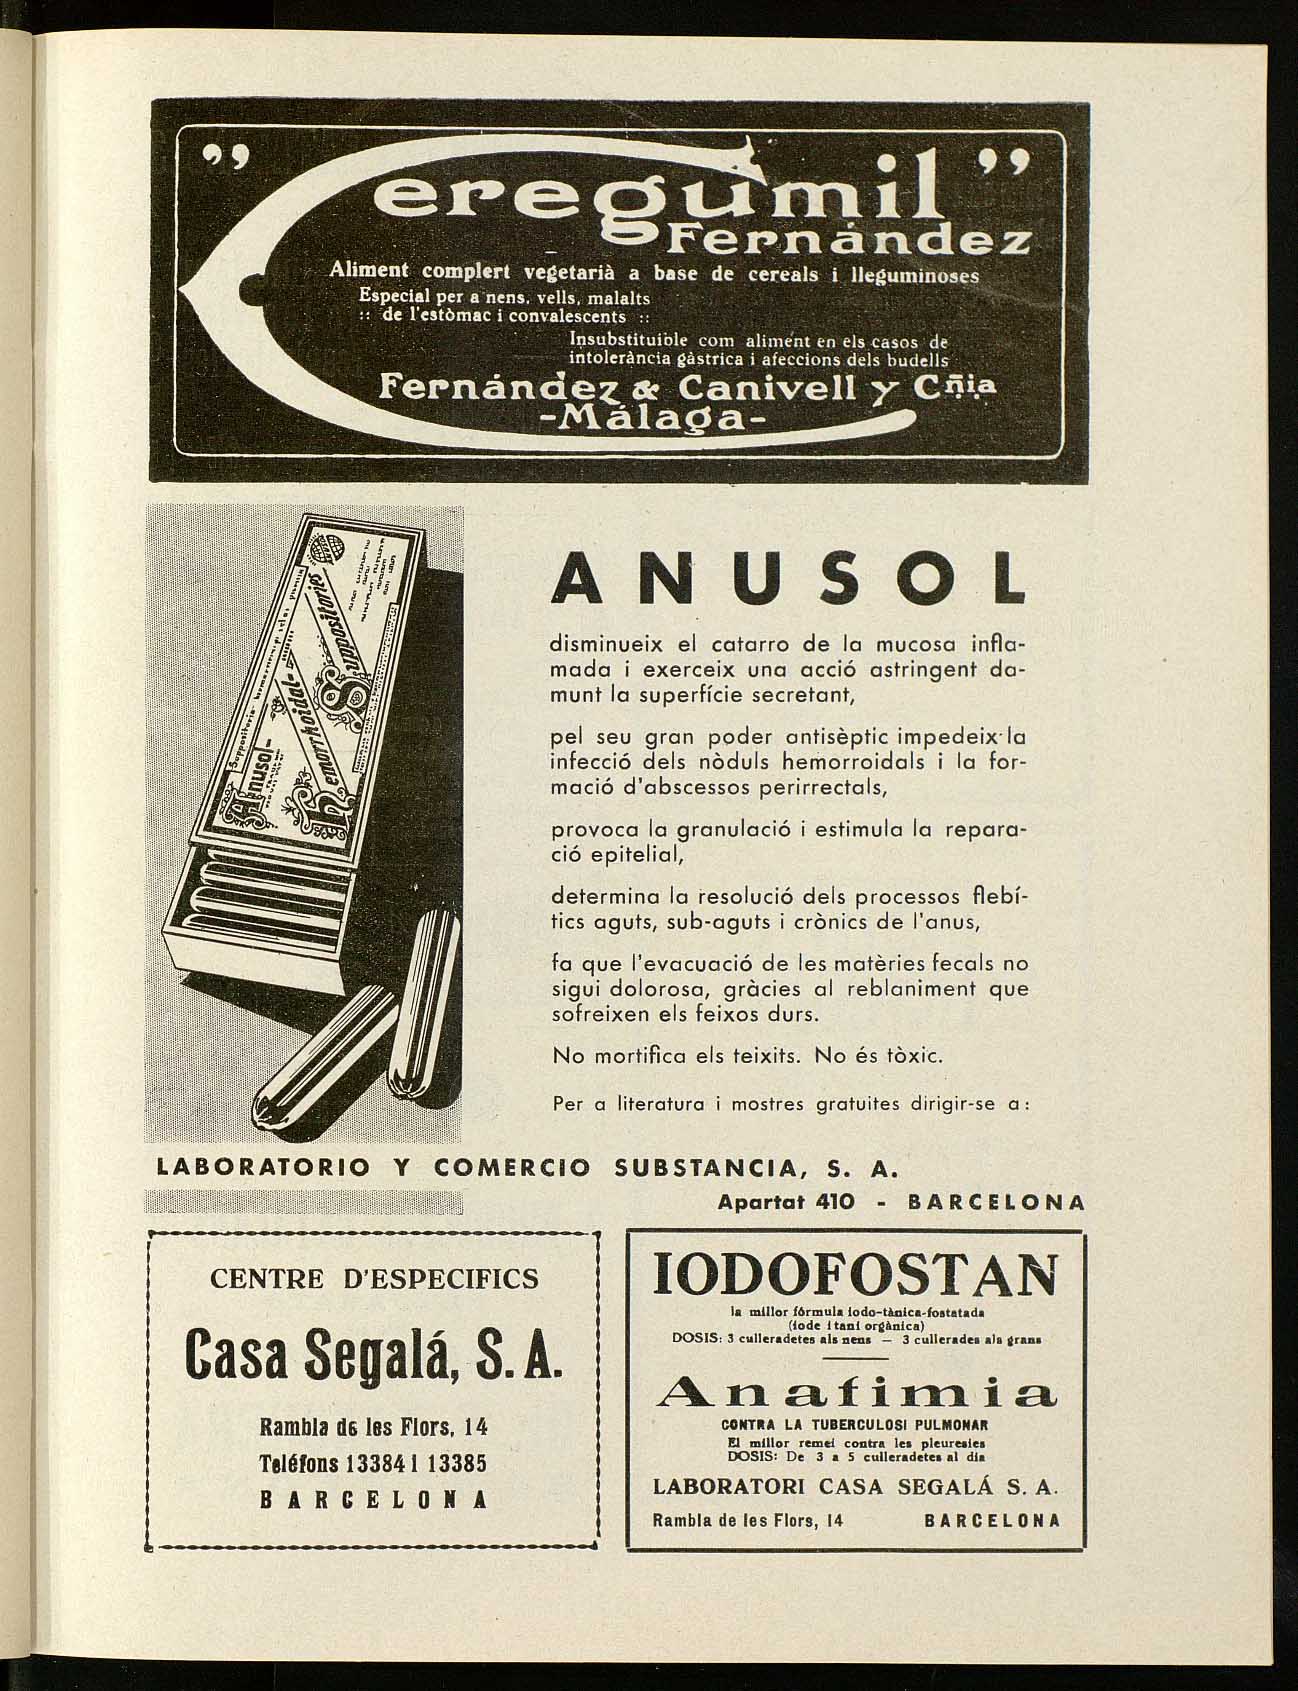 "Ceregumil"
Fernández
Aliment complert vegetarià a base de cereals i lleguminoses
Especial per a nens, vells, malalts
:: de l'estòmac i convalescents ::
Insubstituible com aliment en els casos de
intolerància gàstrica i afeccions dels budells
Fernández & Canivell y Cñia
-Málaga-
Anusol-
Hemorrhoidal-
Suppositories
ANUSOL
disminueix el catarro de la mucosa infla-
mada i exerceix una acció astringent da-
munt la superfície secretant,
pel seu gran poder antisèptic impedeix la
infecció dels nòduls hemorroidals i la for-
mació d'abscessos perirrectals,
provoca la granulació i estimula la repara-
ció epitelial,
determina la resolució dels processos flebí-
tics aguts, sub-aguts i crònics de l'anus,
fa que l'evacuació de les matèries fecals no
sigui dolorosa, gràcies al reblaniment que
sofreixen els feixos durs.
No mortifica els teixits. No és tòxic.
Per a literatura i mostres gratuites dirigir-se a:
LABORATORIO Y COMERCIO SUBSTANCIA, S. A.
Apartat 410 - BARCELONA
CENTRE D'ESPECIFICS
Casa Segalá, S. A.
Rambla de les Flors, 14
Teléfons 13384 i 13385
BARCELONA
IODOFOSTAN
la millor fórmula iodo-tànica-fostatada
(iode i tani orgànica)
DOSIS: 3 culleradetes als nens — 3 cullerades als grans
Anafimia
CONTRA LA TUBERCULOSI PULMONAR
El millor remei contra les pleuresies
DOSIS: De 3 a 5 culleradetes al dia
LABORATORI CASA SEGALÁ S. A.
Rambla de les Flors, 14 BARCELONA